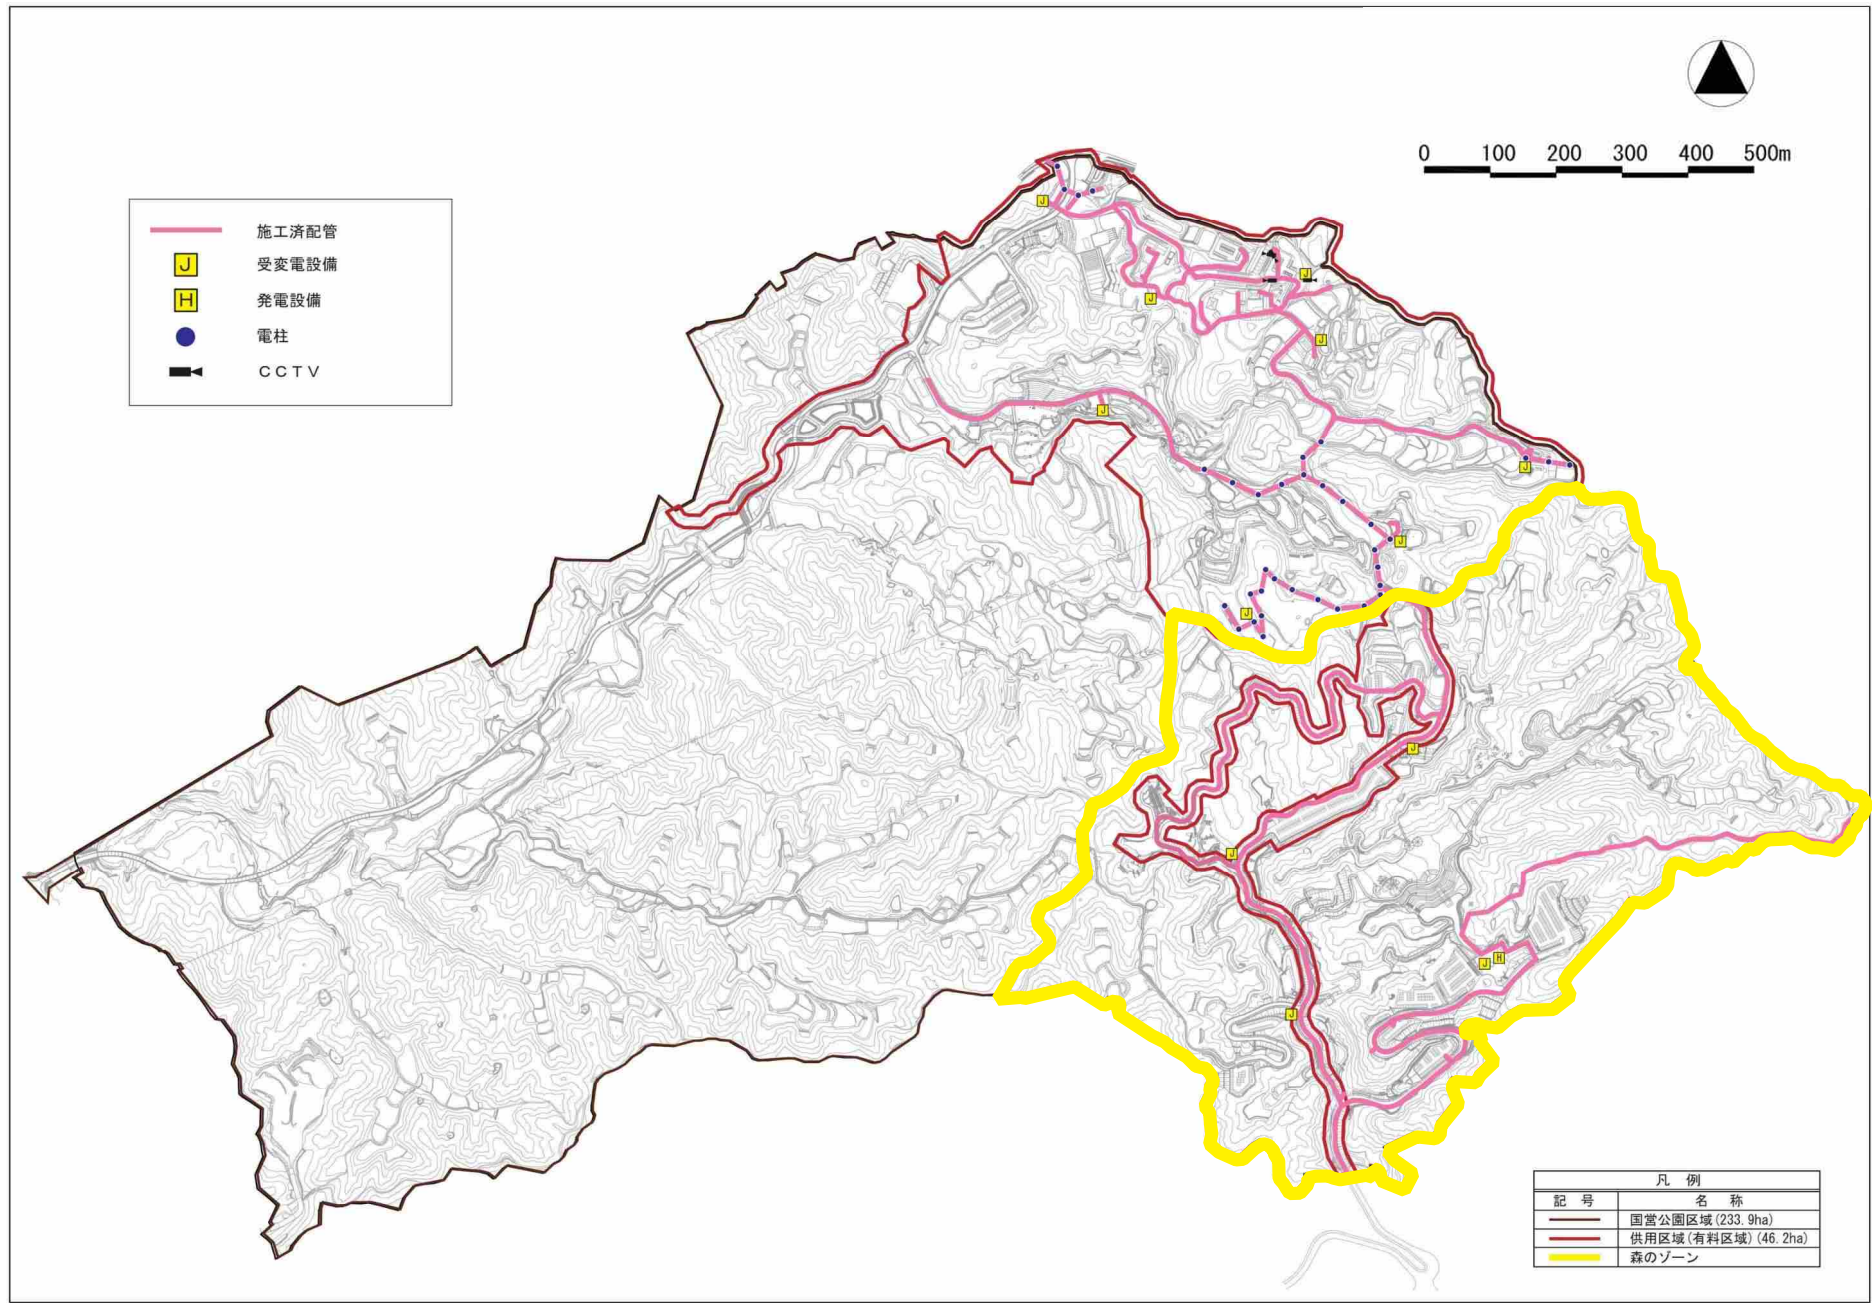 0 100 200 300 400 500m
施工済配管
J 受変電設備
H 発電設備
電柱
CCTV
J
J
J
J
J
J
J
J
J
J
J H
J
凡 例
記 号 名 称
国営公園区域(233.9ha)
供用区域(有料区域)(46.2ha)
森のゾーン